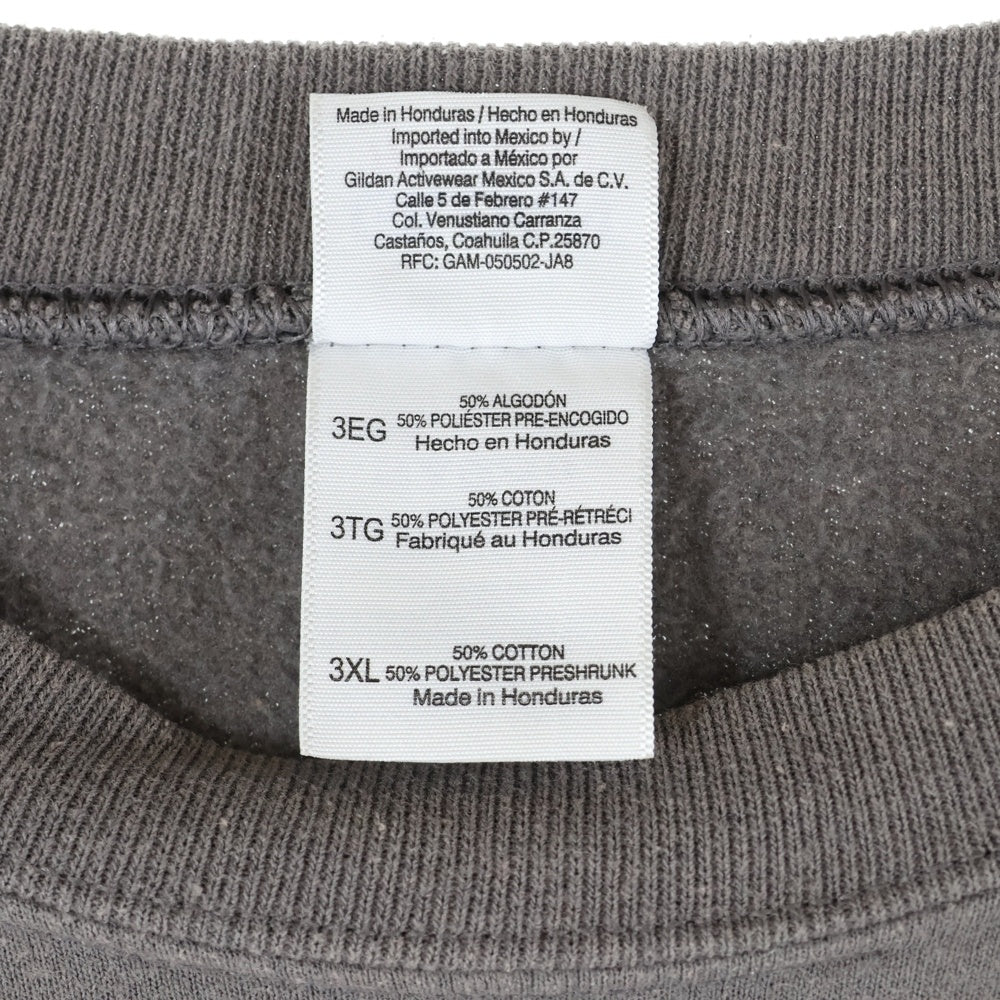 Made in Honduras / Hecho en Honduras
Imported into Mexico by /
Importado a México por
Gildan Activewear Mexico S.A. de C.V.
Calle 5 de Febrero #147
Col. Venustiano Carranza
Castaños, Coahuila C.P.25870
RFC: GAM-050502-JA8
50% ALGODÓN
3EG 50% POLIÉSTER PRE-ENCOGIDO
Hecho en Honduras
50% COTON
3TG 50% POLYESTER PRÉ-RÉTRÉCI
Fabriqué au Honduras
50% COTTON
3XL 50% POLYESTER PRESHRUNK
Made in Honduras